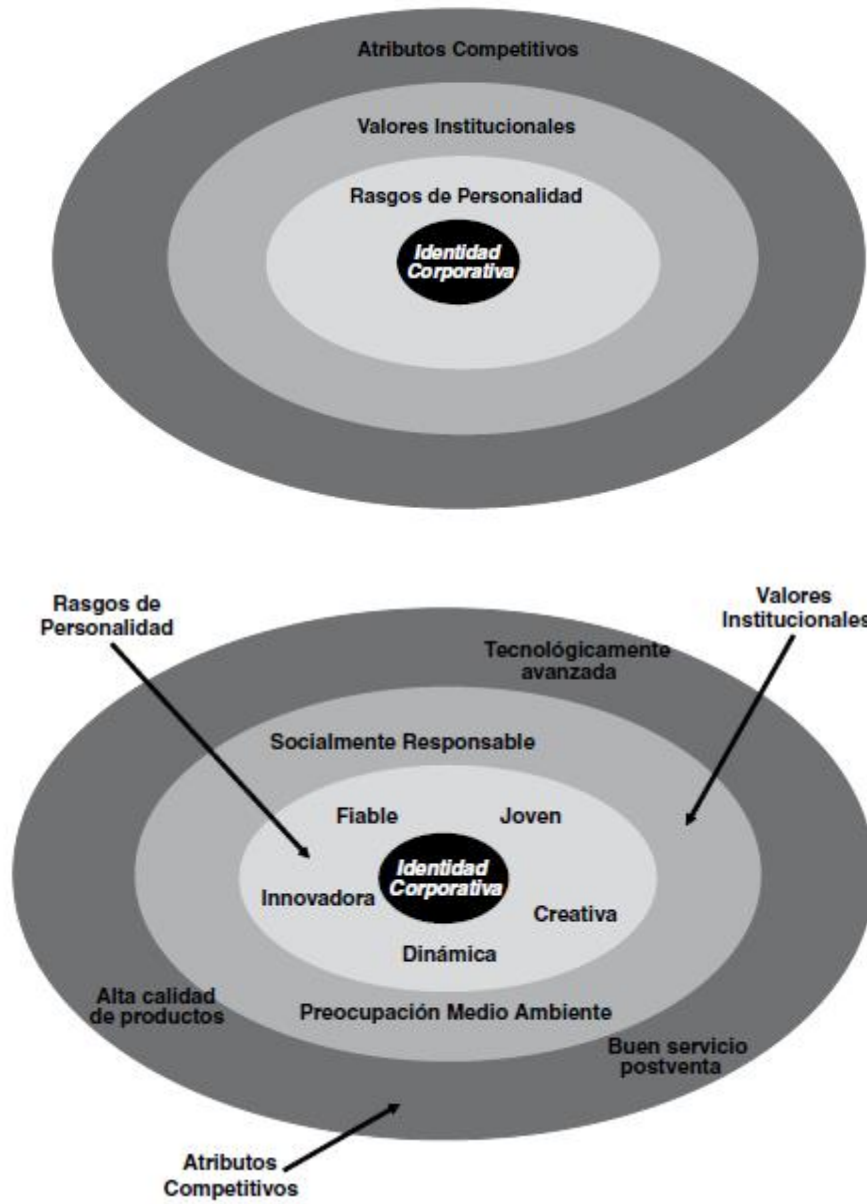 Atributos Competitivos
Valores Institucionales
Rasgos de Personalidad
Identidad
Corporativa
Rasgos de
Personalidad
Valores
Institucionales
Tecnológicamente
avanzada
Socialmente Responsable
Fiable
Joven
Identidad
Corporativa
Innovadora
Creativa
Dinámica
Alta calidad
de productos
Preocupación Medio Ambiente
Buen servicio
postventa
Atributos
Competitivos